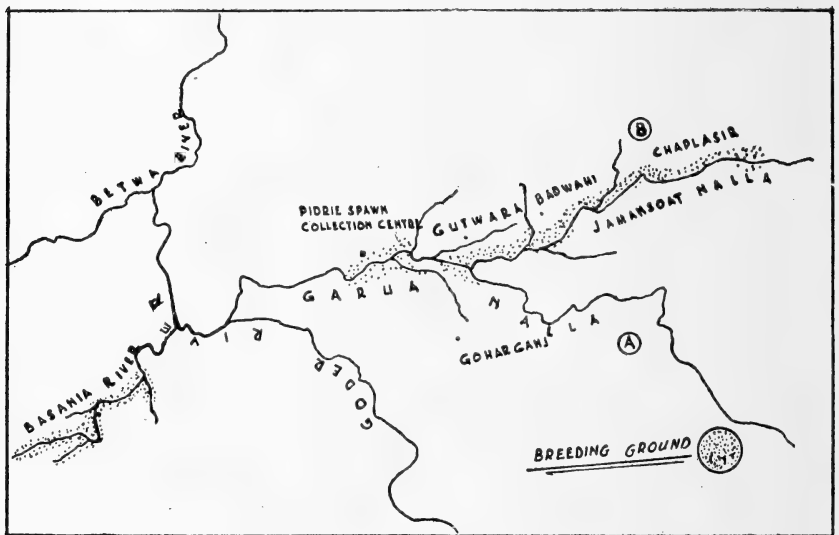 BETWA RIVER
B
CHAPLASIR
BADWAHI
GUTWARA
JAMANSOAT NALLA
PIDRIE SPAWN
COLLECTION CENTRE
GARUA NALLA
GODER RIVER
GOHARGANJ
A
BASANIA RIVER
BREEDING GROUND